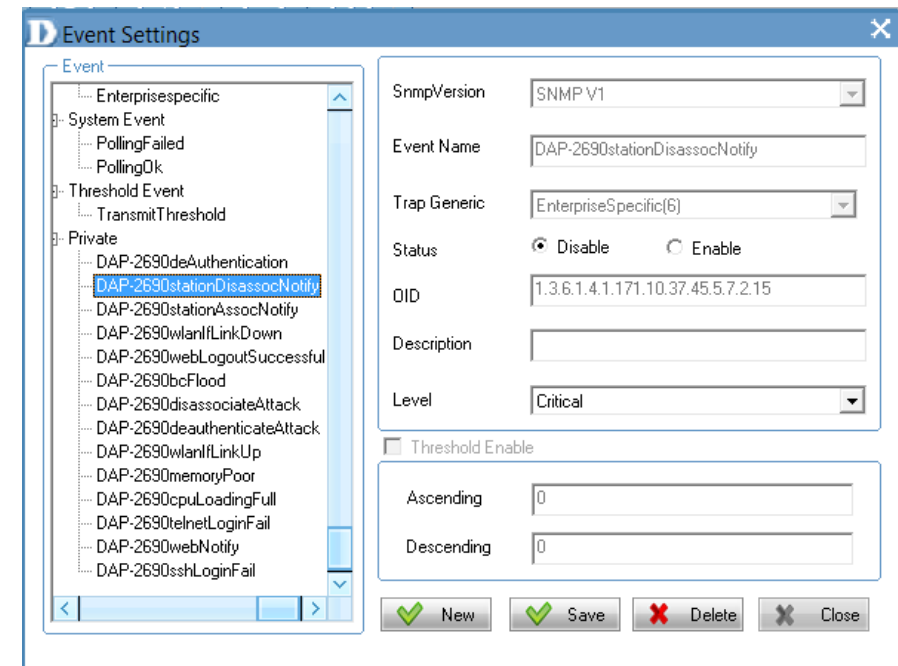 D Event Settings
Event
Enterprisespecific
System Event
PollingFailed
PollingOk
Threshold Event
TransmitThreshold
Private
DAP-2690deAuthentication
DAP-2690stationDisassocNotify
DAP-2690stationAssocNotify
DAP-2690wlanIfLinkDown
DAP-2690webLogoutSuccessful
DAP-2690bcFlood
DAP-2690disassociateAttack
DAP-2690deauthenticateAttack
DAP-2690wlanIfLinkUp
DAP-2690memoryPoor
DAP-2690cpuLoadingFull
DAP-2690telnetLoginFail
DAP-2690webNotify
DAP-2690sshLoginFail
SnmpVersion SNMP V1
Event Name DAP-2690stationDisassocNotify
Trap Generic EnterpriseSpecific(6)
Status Disable Enable
OID 1.3.6.1.4.1.171.10.37.45.5.7.2.15
Description
Level Critical
Threshold Enable
Ascending 0
Descending 0
New Save Delete Close